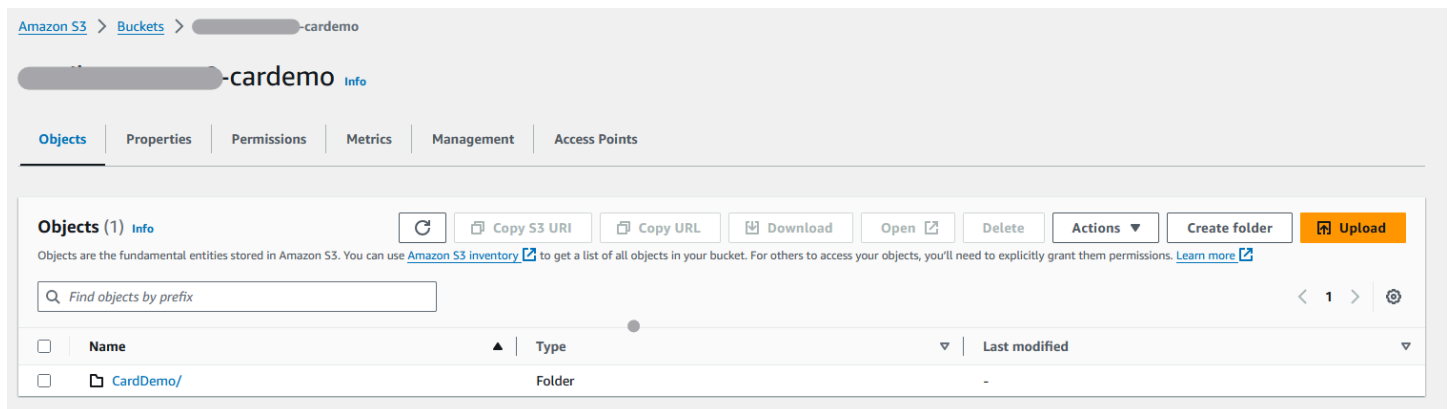 Amazon S3 > Buckets > -cardemo
-cardemo Info
Objects Properties Permissions Metrics Management Access Points
Objects (1) Info Copy S3 URI Copy URL Download Open Delete Actions Create folder Upload
Objects are the fundamental entities stored in Amazon S3. You can use Amazon S3 inventory to get a list of all objects in your bucket. For others to access your objects, you'll need to explicitly grant them permissions. Learn more
Find objects by prefix < 1 >
Name Type Last modified
CardDemo/ Folder -